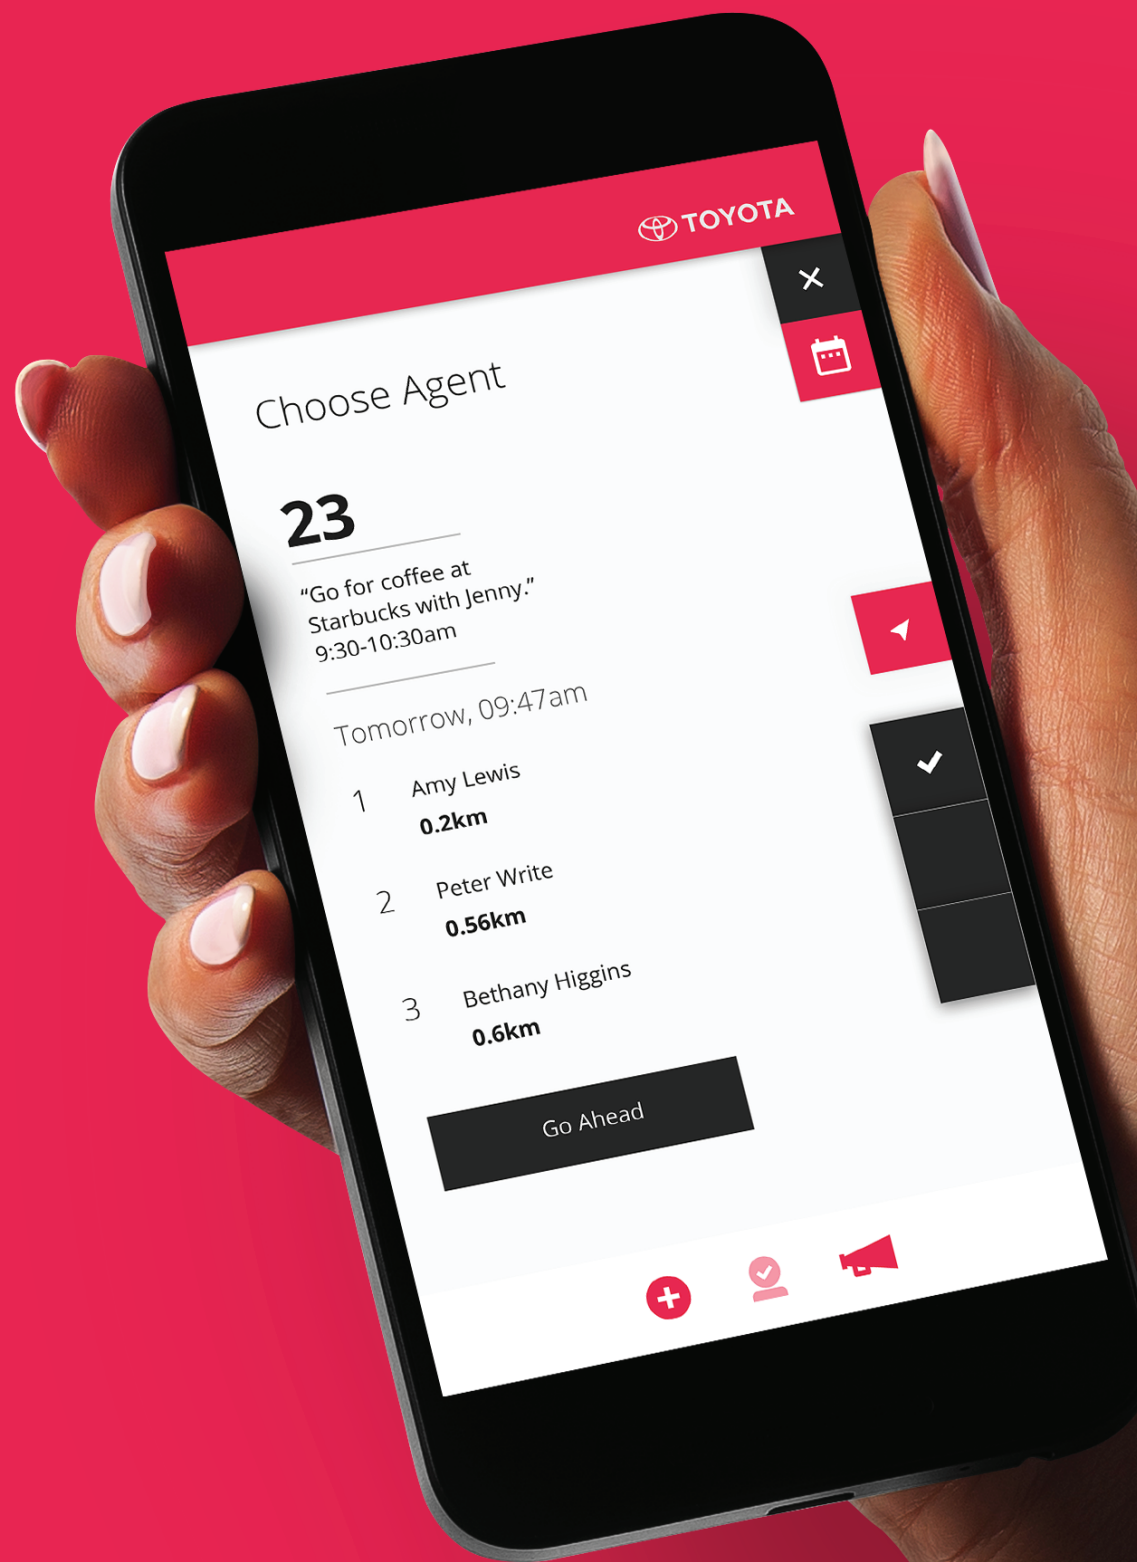 TOYOTA
Choose Agent
23
“Go for coffee at
Starbucks with Jenny.”
9:30-10:30am
Tomorrow, 09:47am
1 Amy Lewis
0.2km
2 Peter Write
0.56km
3 Bethany Higgins
0.6km
Go Ahead